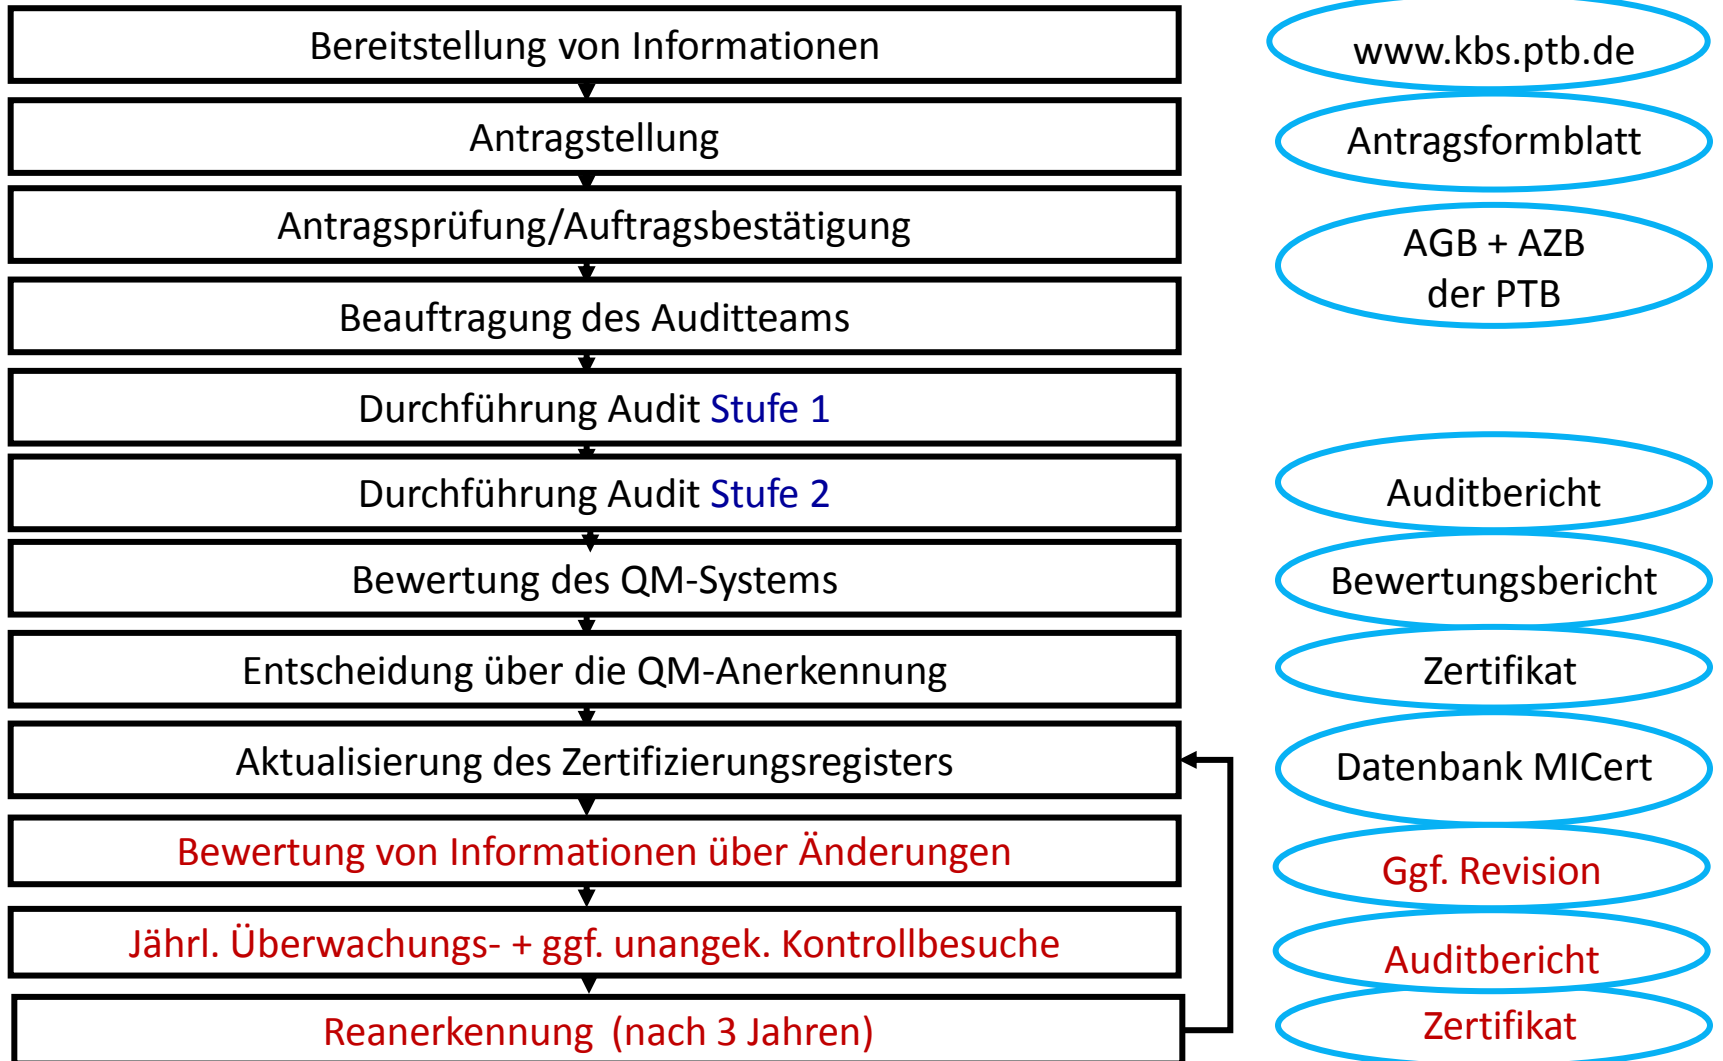 Bereitstellung von Informationen
www.kbs.ptb.de
Antragstellung
Antragsformblatt
Antragsprüfung/Auftragsbestätigung
AGB + AZB
der PTB
Beauftragung des Auditteams
Durchführung Audit Stufe 1
Durchführung Audit Stufe 2
Auditbericht
Bewertung des QM-Systems
Bewertungsbericht
Entscheidung über die QM-Anerkennung
Zertifikat
Aktualisierung des Zertifizierungsregisters
Datenbank MICert
Bewertung von Informationen über Änderungen
Ggf. Revision
Jährl. Überwachungs- + ggf. unangek. Kontrollbesuche
Auditbericht
Reanerkennung (nach 3 Jahren)
Zertifikat